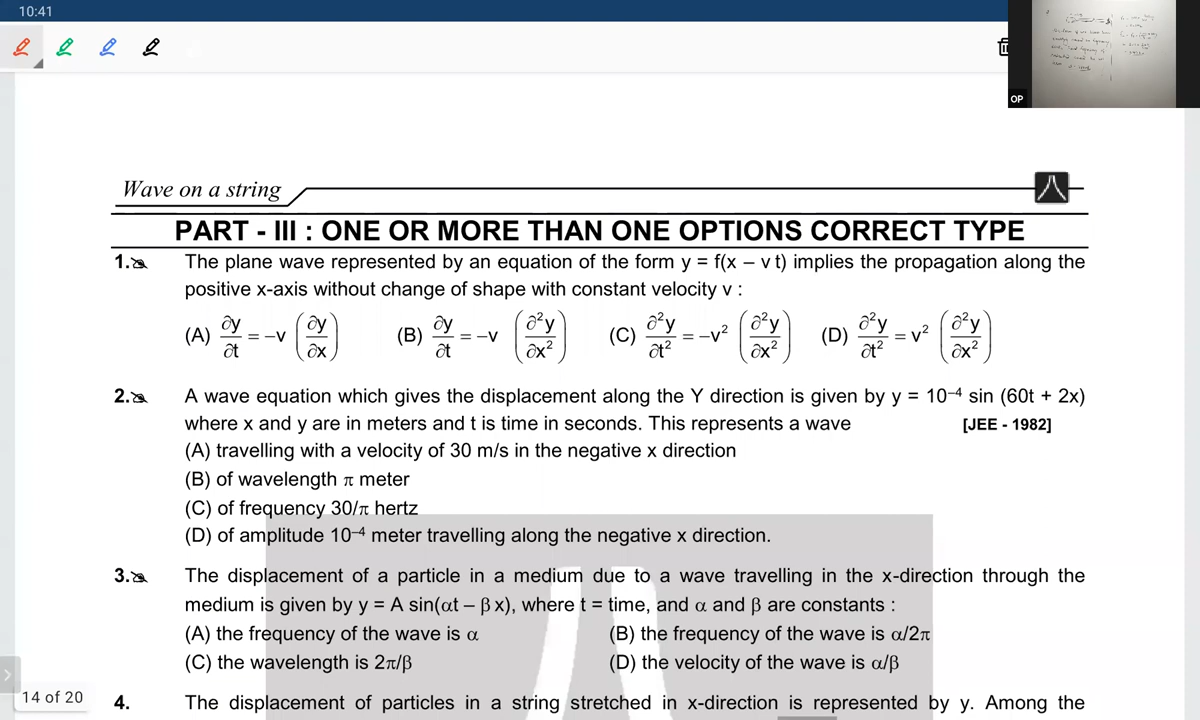 10:41
OP
Wave on a string
PART - III : ONE OR MORE THAN ONE OPTIONS CORRECT TYPE
1. The plane wave represented by an equation of the form y = f(x – v t) implies the propagation along the
positive x-axis without change of shape with constant velocity v :
(A) ∂y/∂t = –v (∂y/∂x) (B) ∂y/∂t = –v (∂²y/∂x²) (C) ∂²y/∂t² = –v² (∂²y/∂x²) (D) ∂²y/∂t² = v² (∂²y/∂x²)
2. A wave equation which gives the displacement along the Y direction is given by y = 10⁻⁴ sin (60t + 2x)
where x and y are in meters and t is time in seconds. This represents a wave [JEE - 1982]
(A) travelling with a velocity of 30 m/s in the negative x direction
(B) of wavelength π meter
(C) of frequency 30/π hertz
(D) of amplitude 10⁻⁴ meter travelling along the negative x direction.
3. The displacement of a particle in a medium due to a wave travelling in the x-direction through the
medium is given by y = A sin(αt – βx), where t = time, and α and β are constants :
(A) the frequency of the wave is α (B) the frequency of the wave is α/2π
(C) the wavelength is 2π/β (D) the velocity of the wave is α/β
14 of 20
4. The displacement of particles in a string stretched in x-direction is represented by y. Among the